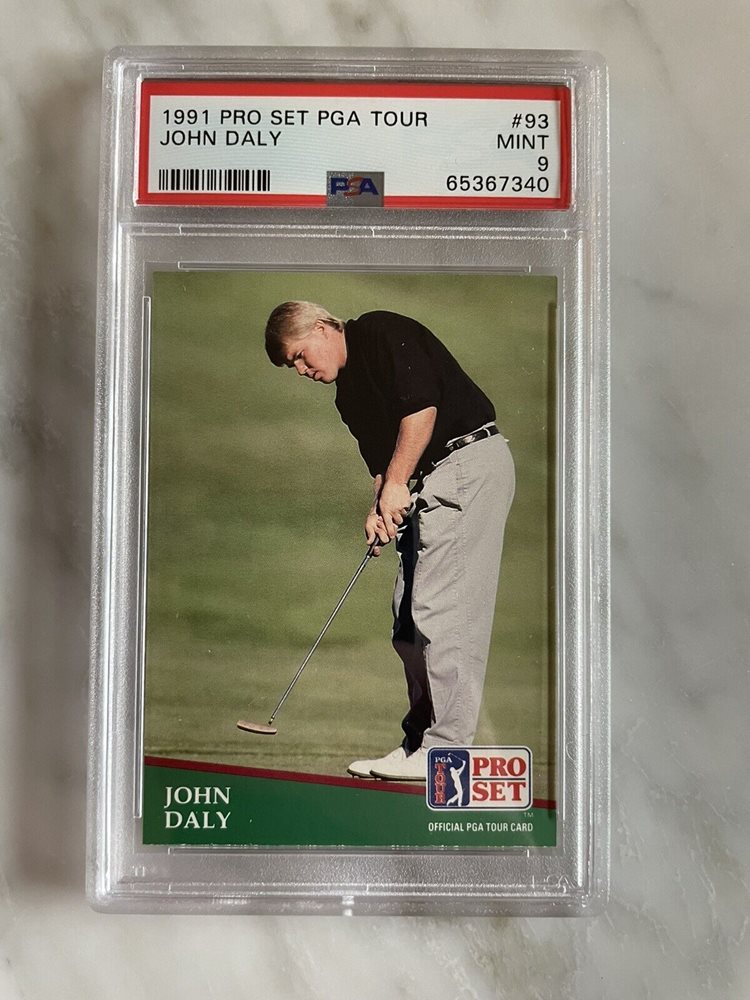 1991 PRO SET PGA TOUR #93
JOHN DALY MINT
9
PSA 65367340
JOHN
DALY
PGA
TOUR
PRO
SET
TM
OFFICIAL PGA TOUR CARD